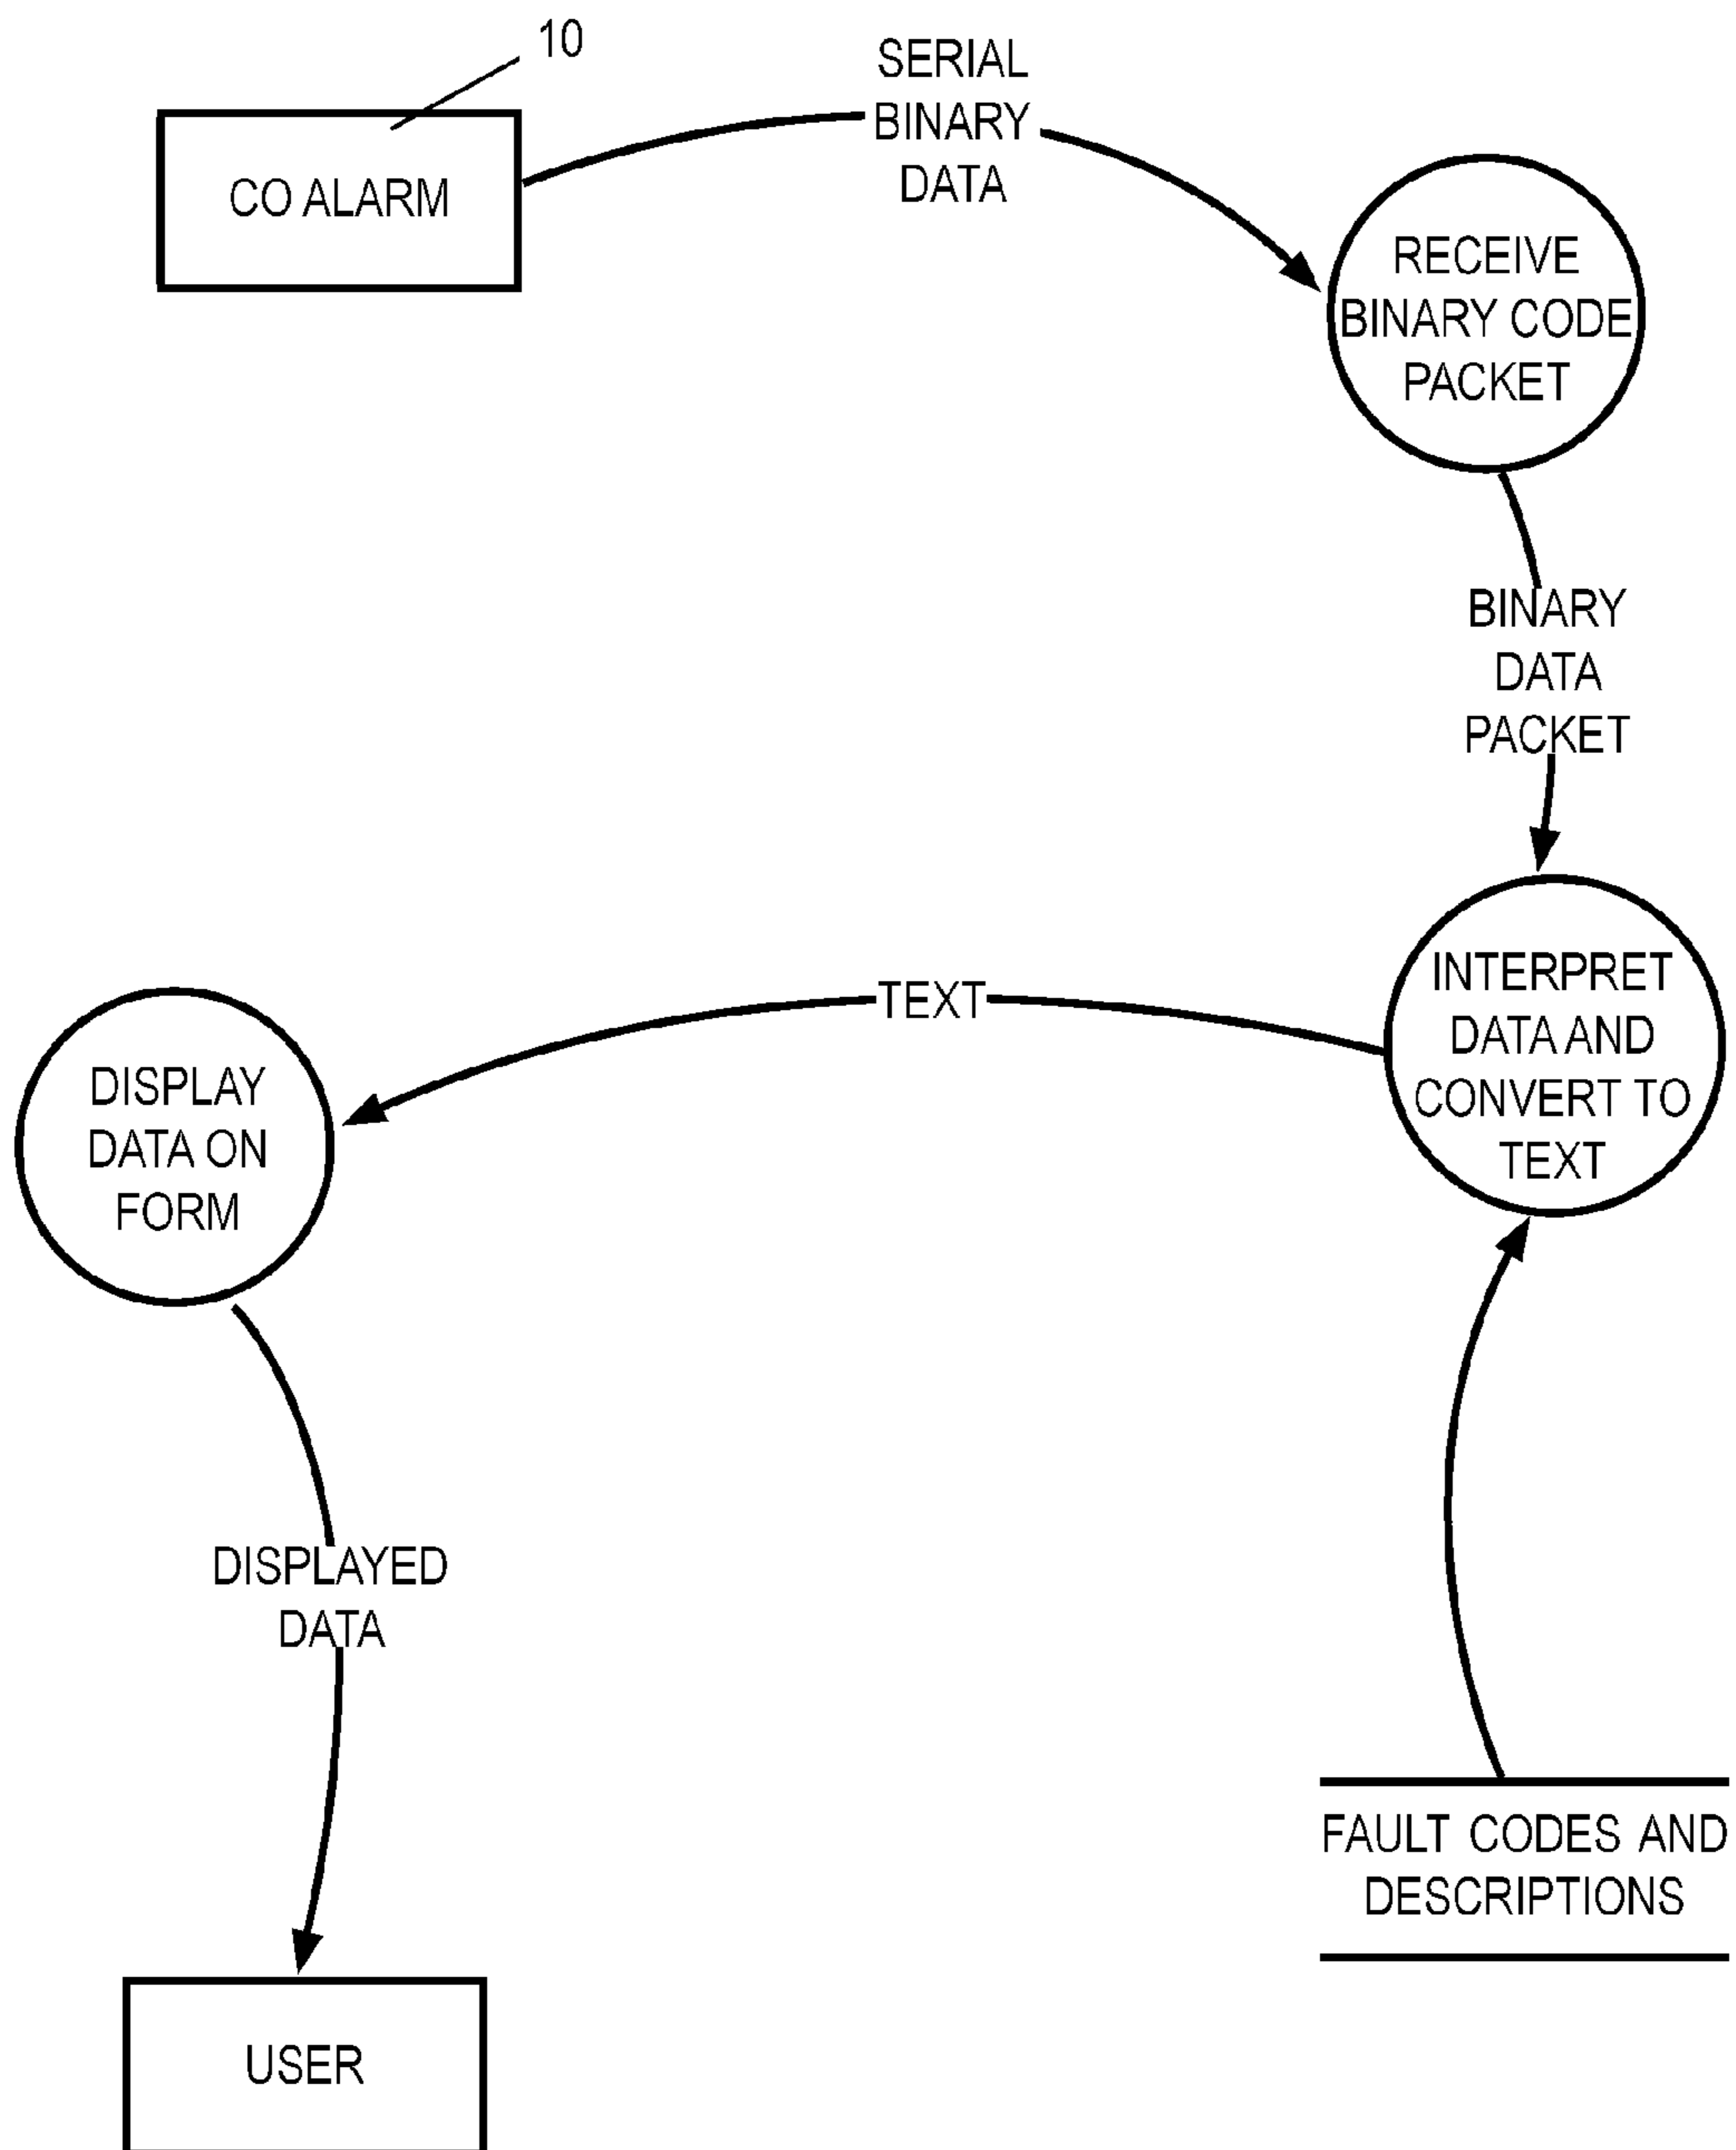 10
CO ALARM
SERIAL
BINARY
DATA
RECEIVE
BINARY CODE
PACKET
BINARY
DATA
PACKET
INTERPRET
DATA AND
CONVERT TO
TEXT
TEXT
DISPLAY
DATA ON
FORM
DISPLAYED
DATA
FAULT CODES AND
DESCRIPTIONS
USER